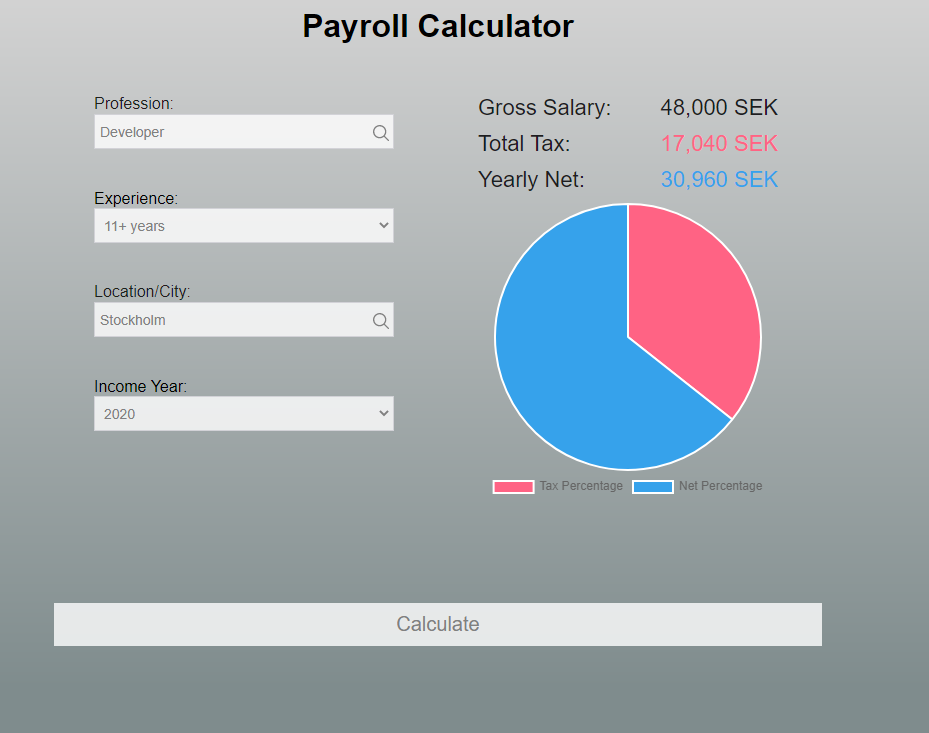 Payroll Calculator
Profession:
Developer
Experience:
11+ years
Location/City:
Stockholm
Income Year:
2020
Gross Salary: 48,000 SEK
Total Tax: 17,040 SEK
Yearly Net: 30,960 SEK
Tax Percentage Net Percentage
Calculate